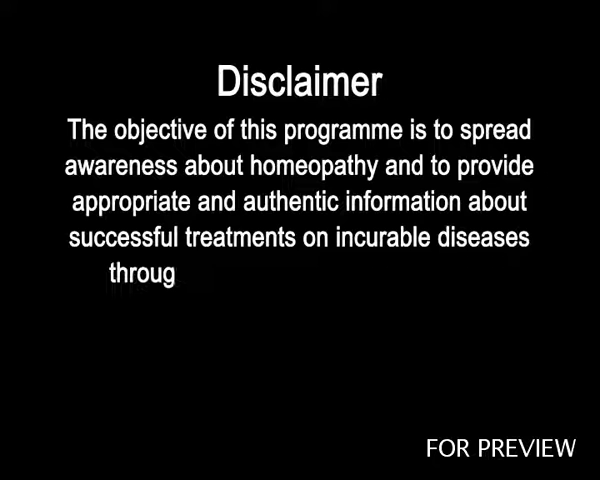 Disclaimer
The objective of this programme is to spread
awareness about homeopathy and to provide
appropriate and authentic information about
successful treatments on incurable diseases
throug
FOR PREVIEW